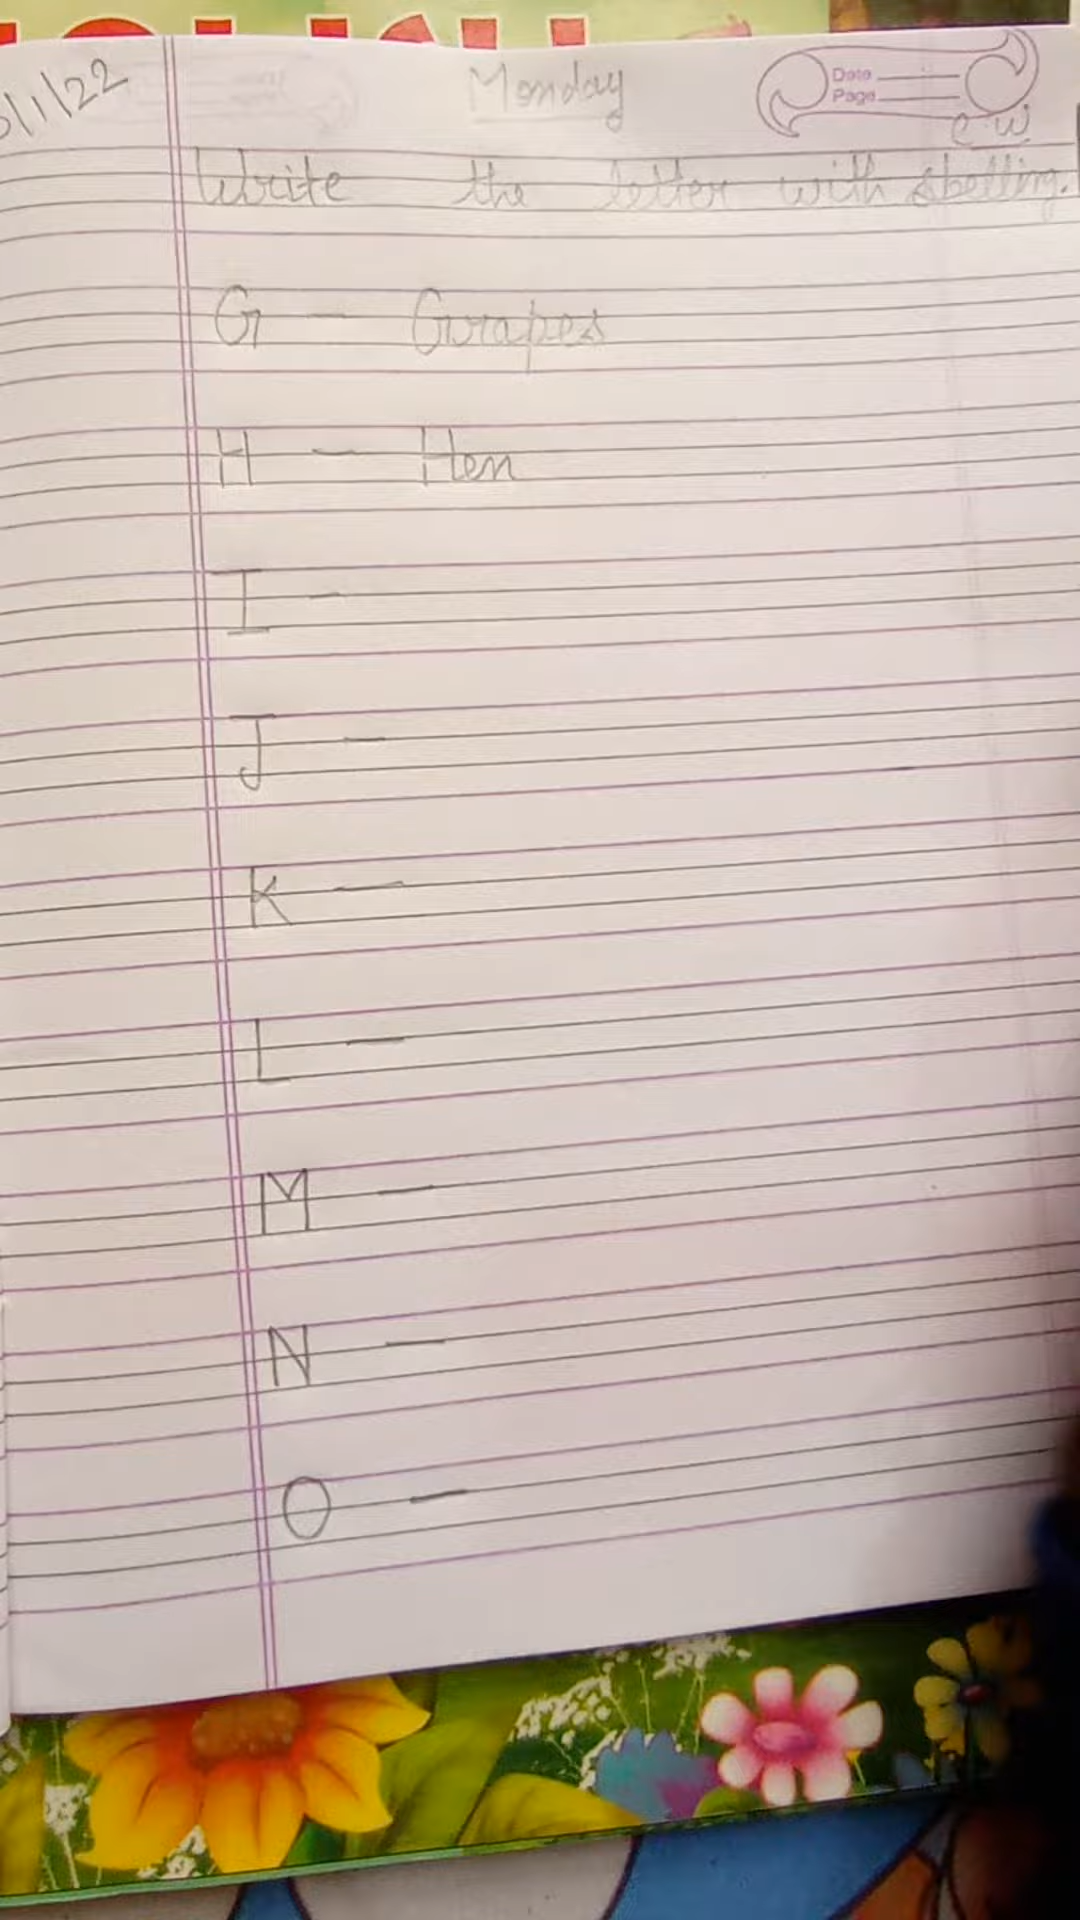 /1/22 Monday
Date
Page
C.W
Write the letter with spelling.
G — Grapes
H — Hen
I —
J —
K —
L —
M —
N —
O —